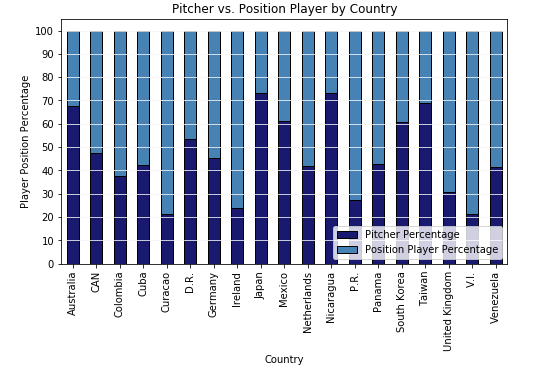 Pitcher vs. Position Player by Country
Player Position Percentage
100
90
80
70
60
50
40
30
20
10
0
Pitcher Percentage
Position Player Percentage
Australia
CAN
Colombia
Cuba
Curacao
D.R.
Germany
Ireland
Japan
Mexico
Netherlands
Nicaragua
P.R.
Panama
South Korea
Taiwan
United Kingdom
V.I.
Venezuela
Country